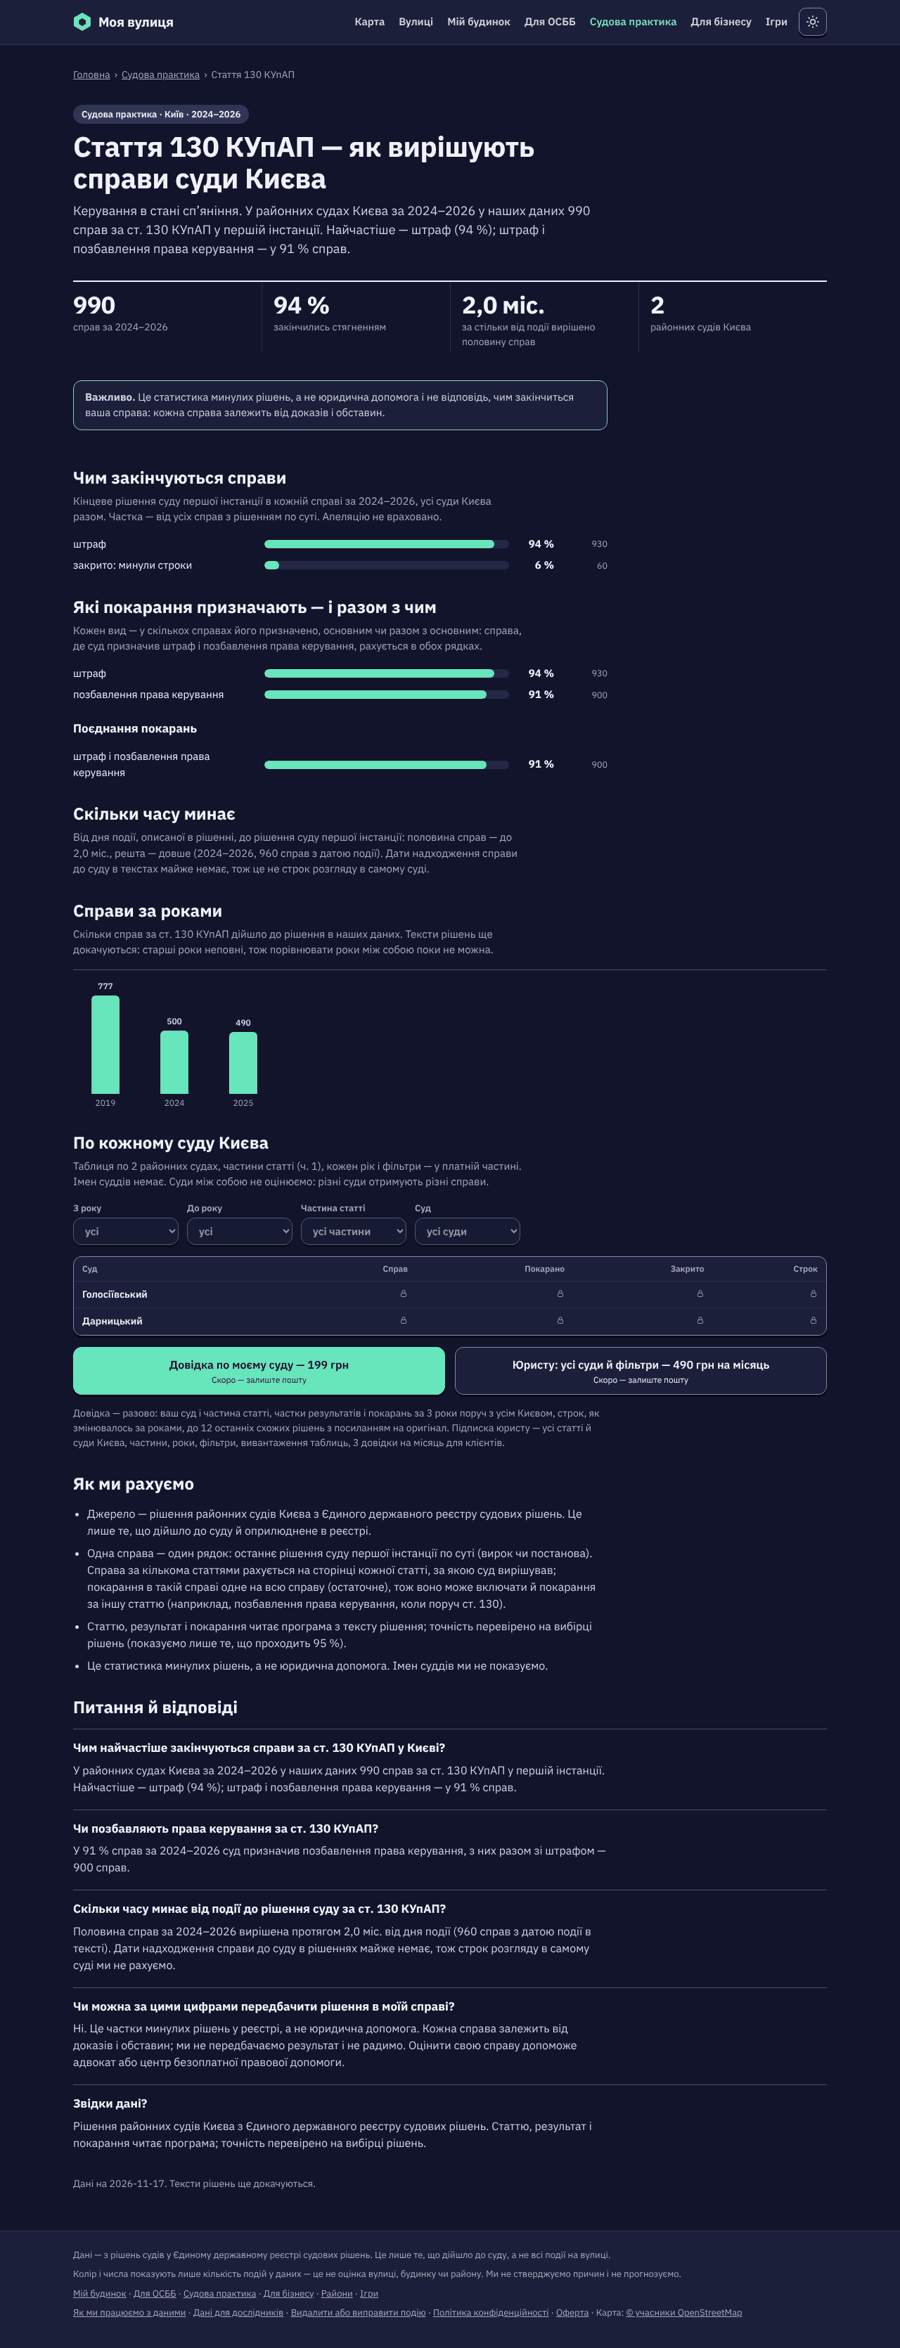 Моя вулиця
Карта Вулиці Мій будинок Для ОСББ Судова практика Для бізнесу Ігри
Головна › Судова практика › Стаття 130 КУпАП
Судова практика · Київ · 2024–2026
Стаття 130 КУпАП — як вирішують
справи суди Києва
Керування в стані сп’яніння. У районних судах Києва за 2024–2026 у наших даних 990
справ за ст. 130 КУпАП у першій інстанції. Найчастіше — штраф (94 %); штраф і
позбавлення права керування — у 91 % справ.
990 94 % 2,0 міс. 2
справ за 2024–2026 закінчились стягненням за стільки від події вирішено районних судів Києва
половину справ
Важливо. Це статистика минулих рішень, а не юридична допомога і не відповідь, чим закінчиться
ваша справа: кожна справа залежить від доказів і обставин.
Чим закінчуються справи
Кінцеве рішення суду першої інстанції в кожній справі за 2024–2026, усі суди Києва
разом. Частка — від усіх справ з рішенням по суті. Апеляцію не враховано.
штраф 94 % 930
закрито: минули строки 6 % 60
Які покарання призначають — і разом з чим
Кожен вид — у скількох справах його призначено, основним чи разом з основним: справа,
де суд призначив штраф і позбавлення права керування, рахується в обох рядках.
штраф 94 % 930
позбавлення права керування 91 % 900
Поєднання покарань
штраф і позбавлення права
керування 91 % 900
Скільки часу минає
Від дня події, описаної в рішенні, до рішення суду першої інстанції: половина справ — до
2,0 міс., решта — довше (2024–2026, 960 справ з датою події). Дати надходження справи
до суду в текстах майже немає, тож це не строк розгляду в самому суді.
Справи за роками
Скільки справ за ст. 130 КУпАП дійшло до рішення в наших даних. Тексти рішень ще
докачуються: старші роки неповні, тож порівнювати роки між собою поки не можна.
777
500 490
2019 2024 2025
По кожному суду Києва
Таблиця по 2 районних судах, частини статті (ч. 1), кожен рік і фільтри — у платній частині.
Імен суддів немає. Суди між собою не оцінюємо: різні суди отримують різні справи.
З року До року Частина статті Суд
усі усі усі частини усі суди
Суд Справ Покарано Закрито Строк
Голосіївський
Дарницький
Довідка по моєму суду — 199 грн Юристу: усі суди й фільтри — 490 грн на місяць
Скоро — залиште пошту Скоро — залиште пошту
Довідка — разово: ваш суд і частина статті, частки результатів і покарань за 3 роки поруч з усім Києвом, строк, як
змінювалось за роками, до 12 останніх схожих рішень з посиланням на оригінал. Підписка юристу — усі статті й
суди Києва, частини, роки, фільтри, вивантаження таблиць, 3 довідки на місяць для клієнтів.
Як ми рахуємо
• Джерело — рішення районних судів Києва з Єдиного державного реєстру судових рішень. Це
лише те, що дійшло до суду й оприлюднене в реєстрі.
• Одна справа — один рядок: останнє рішення суду першої інстанції по суті (вирок чи постанова).
Справа за кількома статтями рахується на сторінці кожної статті, за якою суд вирішував;
покарання в такій справі одне на всю справу (остаточне), тож воно може включати й покарання
за іншу статтю (наприклад, позбавлення права керування, коли поруч ст. 130).
• Статтю, результат і покарання читає програма з тексту рішення; точність перевірено на вибірці
рішень (показуємо лише те, що проходить 95 %).
• Це статистика минулих рішень, а не юридична допомога. Імен суддів ми не показуємо.
Питання й відповіді
Чим найчастіше закінчуються справи за ст. 130 КУпАП у Києві?
У районних судах Києва за 2024–2026 у наших даних 990 справ за ст. 130 КУпАП у першій інстанції.
Найчастіше — штраф (94 %); штраф і позбавлення права керування — у 91 % справ.
Чи позбавляють права керування за ст. 130 КУпАП?
У 91 % справ за 2024–2026 суд призначив позбавлення права керування, з них разом зі штрафом —
900 справ.
Скільки часу минає від події до рішення суду за ст. 130 КУпАП?
Половина справ за 2024–2026 вирішена протягом 2,0 міс. від дня події (960 справ з датою події в
тексті). Дати надходження справи до суду в рішеннях майже немає, тож строк розгляду в самому
суді ми не рахуємо.
Чи можна за цими цифрами передбачити рішення в моїй справі?
Ні. Це частки минулих рішень у реєстрі, а не юридична допомога. Кожна справа залежить від
доказів і обставин; ми не передбачаємо результат і не радимо. Оцінити свою справу допоможе
адвокат або центр безоплатної правової допомоги.
Звідки дані?
Рішення районних судів Києва з Єдиного державного реєстру судових рішень. Статтю, результат і
покарання читає програма; точність перевірено на вибірці рішень.
Дані на 2026-11-17. Тексти рішень ще докачуються.
Дані — з рішень судів у Єдиному державному реєстрі судових рішень. Це лише те, що дійшло до суду, а не всі події на вулиці.
Колір і числа показують лише кількість подій у даних — це не оцінка вулиці, будинку чи району. Ми не стверджуємо причин і не прогнозуємо.
Мій будинок · Для ОСББ · Судова практика · Для бізнесу · Райони · Ігри
Як ми працюємо з даними · Дані для дослідників · Видалити або виправити подію · Політика конфіденційності · Оферта · Карта: © учасники OpenStreetMap